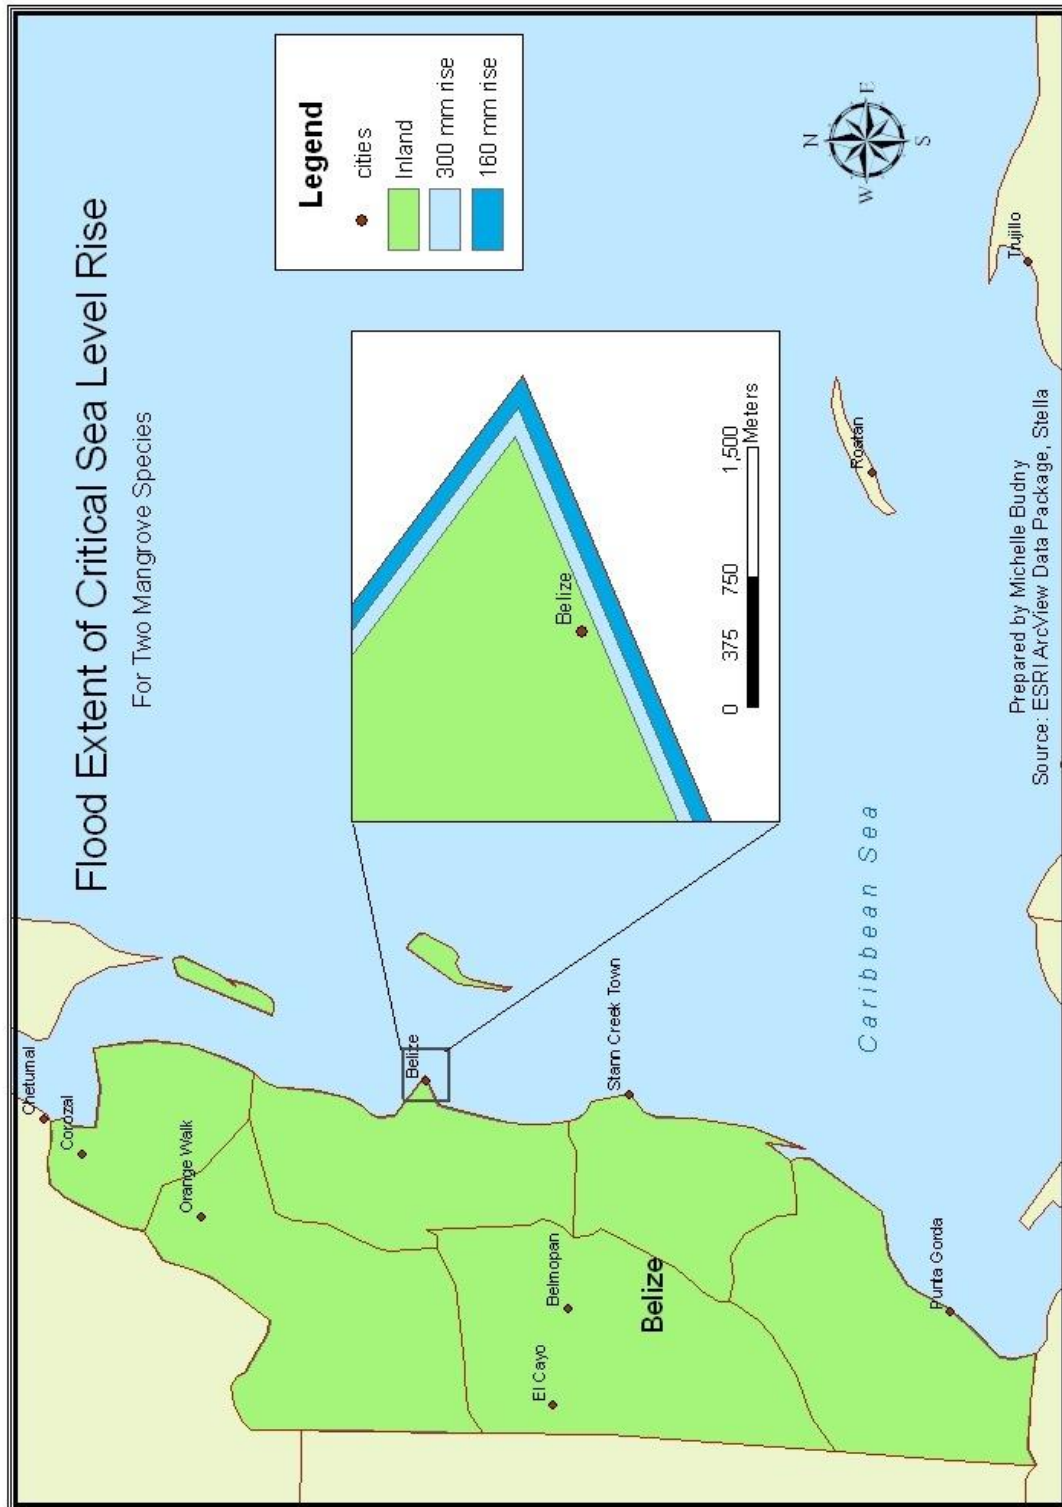 Flood Extent of Critical Sea Level Rise
For Two Mangrove Species
Legend
cities
Inland
300 mm rise
160 mm rise
Chetumal
Corozal
Orange Walk
Belize
El Cayo
Belmopan
Belize
Stann Creek Town
Punta Gorda
Caribbean Sea
Belize
0 375 750 1,500
Meters
N
W E
S
Roatan
Trujillo
Prepared by Michelle Budny
Source: ESRI ArcView Data Package, Stella